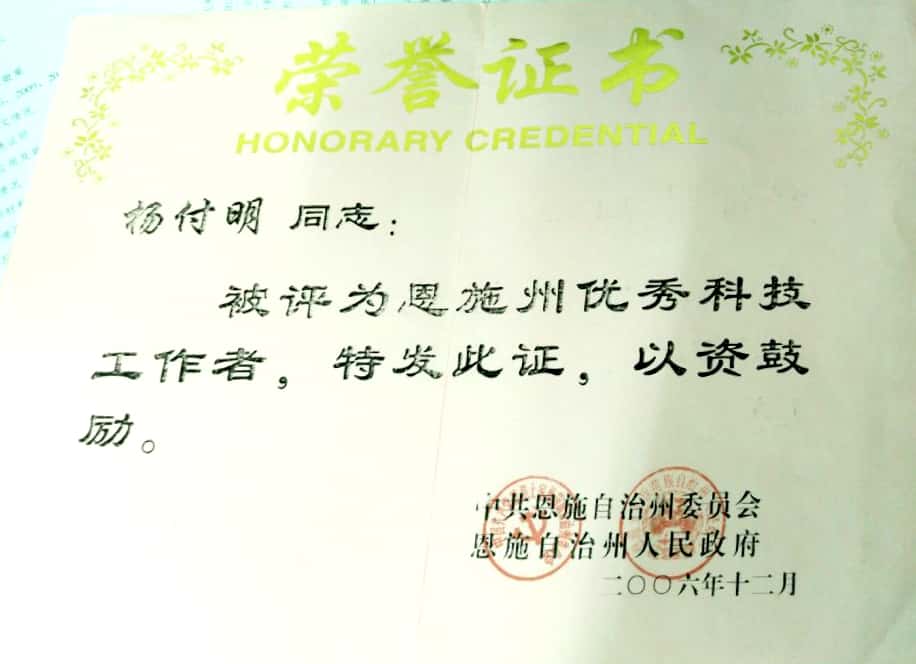 荣誉证书
HONORARY CREDENTIAL
杨付明 同志：
被评为恩施州优秀科技
工作者，特发此证，以资鼓
励。
中共恩施自治州委员会
恩施自治州人民政府
二〇〇六年十二月